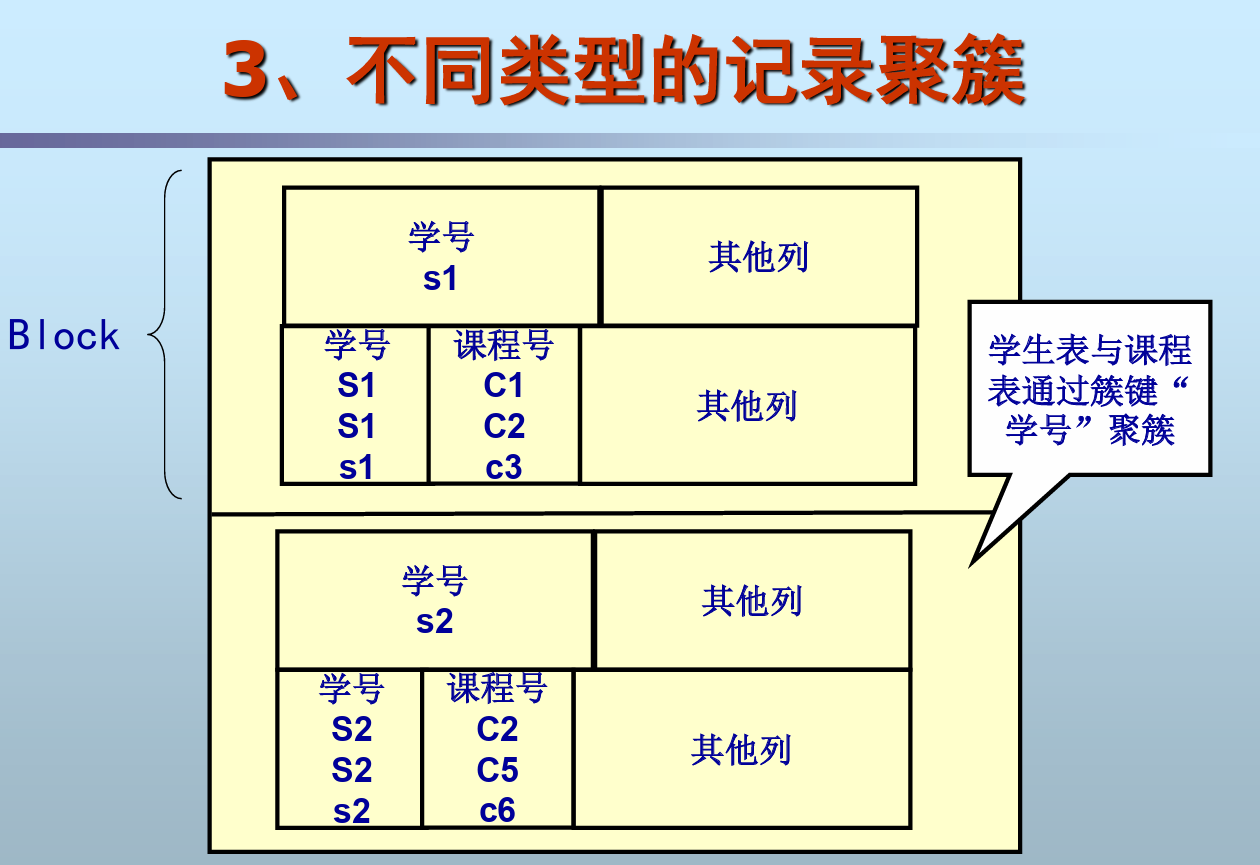 3、不同类型的记录聚簇
学号
s1
其他列
学号
课程号
S1
C1
S1
C2
s1
c3
其他列
Block
学生表与课程
表通过簇键“
学号”聚簇
学号
s2
其他列
学号
课程号
S2
C2
S2
C5
s2
c6
其他列